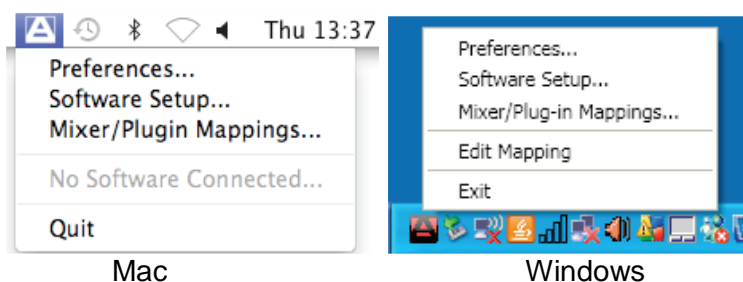 Thu 13:37
Preferences...
Software Setup...
Mixer/Plugin Mappings...
No Software Connected...
Quit
Mac
Preferences...
Software Setup...
Mixer/Plug-in Mappings...
Edit Mapping
Exit
Windows